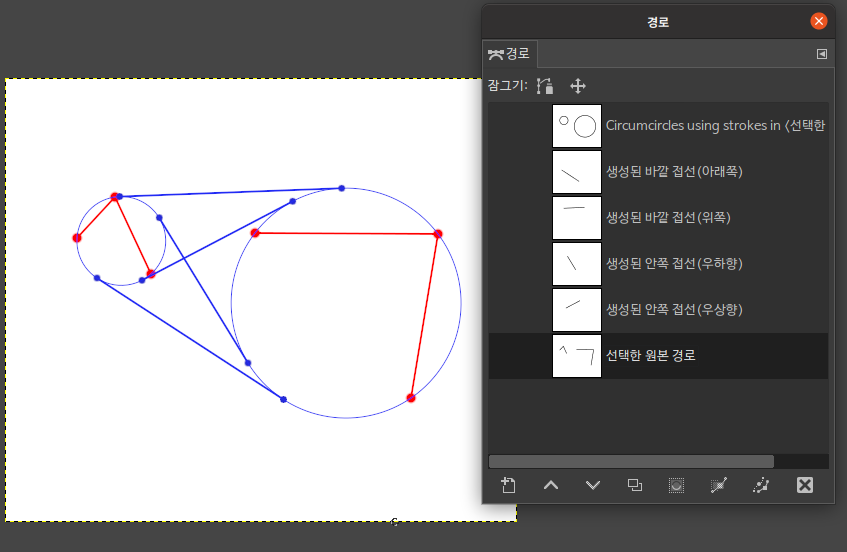 경로
경로
잠그기:
Circumcircles using strokes in 〈선택한
생성된 바깥 접선(아래쪽)
생성된 바깥 접선(위쪽)
생성된 안쪽 접선(우하향)
생성된 안쪽 접선(우상향)
선택한 원본 경로